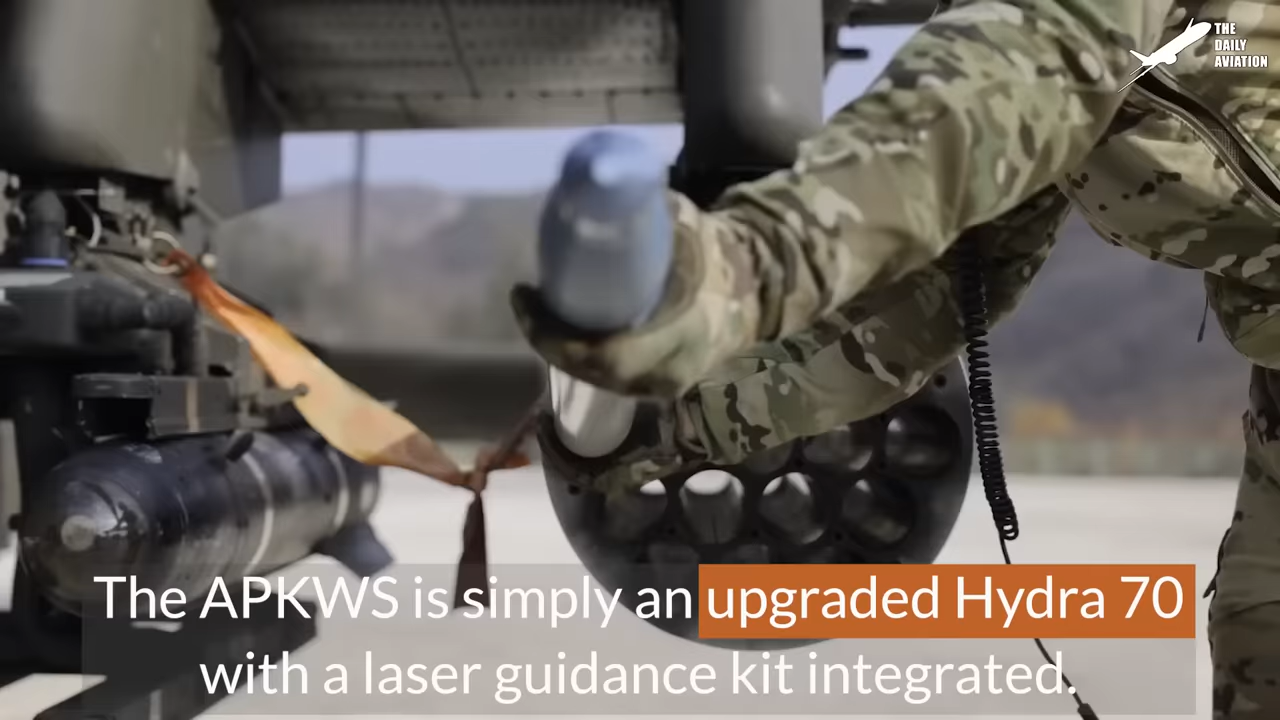 THE
DAILY
AVIATION
The APKWS is simply an upgraded Hydra 70
with a laser guidance kit integrated.